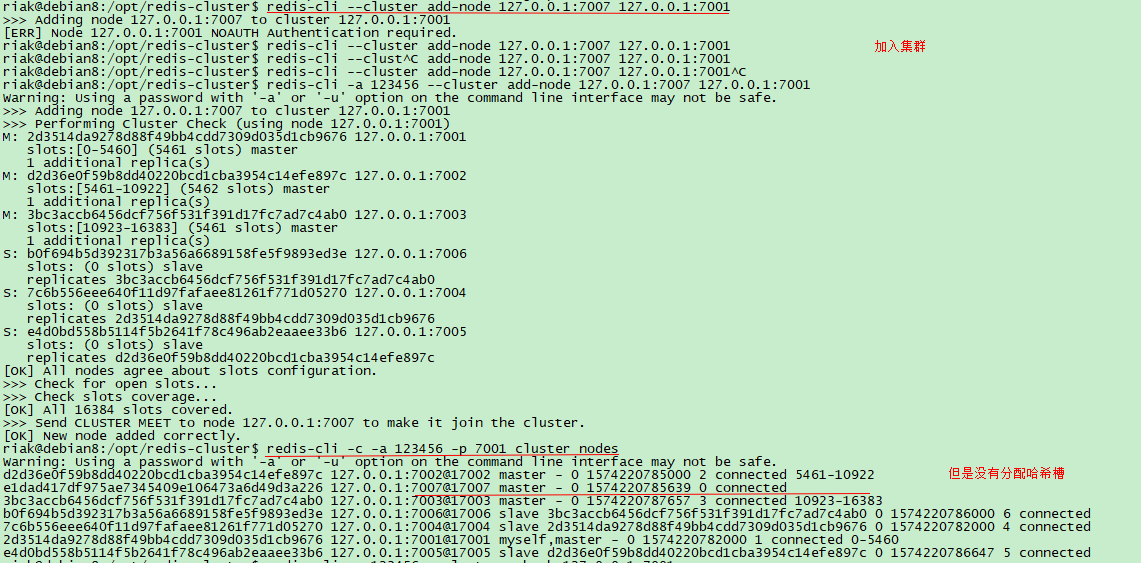 riak@debian8:/opt/redis-cluster$ redis-cli --cluster add-node 127.0.0.1:7007 127.0.0.1:7001
>>> Adding node 127.0.0.1:7007 to cluster 127.0.0.1:7001
[ERR] Node 127.0.0.1:7001 NOAUTH Authentication required.
riak@debian8:/opt/redis-cluster$ redis-cli --cluster add-node 127.0.0.1:7007 127.0.0.1:7001 加入集群
riak@debian8:/opt/redis-cluster$ redis-cli --clust^C add-node 127.0.0.1:7007 127.0.0.1:7001
riak@debian8:/opt/redis-cluster$ redis-cli --cluster add-node 127.0.0.1:7007 127.0.0.1:7001^C
riak@debian8:/opt/redis-cluster$ redis-cli -a 123456 --cluster add-node 127.0.0.1:7007 127.0.0.1:7001
Warning: Using a password with '-a' or '-u' option on the command line interface may not be safe.
>>> Adding node 127.0.0.1:7007 to cluster 127.0.0.1:7001
>>> Performing Cluster Check (using node 127.0.0.1:7001)
M: 2d3514da9278d88f49bb4cdd7309d035d1cb9676 127.0.0.1:7001
slots:[0-5460] (5461 slots) master
1 additional replica(s)
M: d2d36e0f59b8dd40220bcd1cba3954c14efe897c 127.0.0.1:7002
slots:[5461-10922] (5462 slots) master
1 additional replica(s)
M: 3bc3accb6456dcf756f531f391d17fc7ad7c4ab0 127.0.0.1:7003
slots:[10923-16383] (5461 slots) master
1 additional replica(s)
S: b0f694b5d392317b3a56a6689158fe5f9893ed3e 127.0.0.1:7006
slots: (0 slots) slave
replicates 3bc3accb6456dcf756f531f391d17fc7ad7c4ab0
S: 7c6b556eee640f11d97fafaee81261f771d05270 127.0.0.1:7004
slots: (0 slots) slave
replicates 2d3514da9278d88f49bb4cdd7309d035d1cb9676
S: e4d0bd558b5114f5b2641f78c496ab2eaaee33b6 127.0.0.1:7005
slots: (0 slots) slave
replicates d2d36e0f59b8dd40220bcd1cba3954c14efe897c
[OK] All nodes agree about slots configuration.
>>> Check for open slots...
>>> Check slots coverage...
[OK] All 16384 slots covered.
>>> Send CLUSTER MEET to node 127.0.0.1:7007 to make it join the cluster.
[OK] New node added correctly.
riak@debian8:/opt/redis-cluster$ redis-cli -c -a 123456 -p 7001 cluster nodes
Warning: Using a password with '-a' or '-u' option on the command line interface may not be safe.
d2d36e0f59b8dd40220bcd1cba3954c14efe897c 127.0.0.1:7002@17002 master - 0 1574220785000 2 connected 5461-10922 但是没有分配哈希槽
e1dad417df975ae7345409e106473a6d49d3a226 127.0.0.1:7007@17007 master - 0 1574220785639 0 connected
3bc3accb6456dcf756f531f391d17fc7ad7c4ab0 127.0.0.1:7003@17003 master - 0 1574220787657 3 connected 10923-16383
b0f694b5d392317b3a56a6689158fe5f9893ed3e 127.0.0.1:7006@17006 slave 3bc3accb6456dcf756f531f391d17fc7ad7c4ab0 0 1574220786000 6 connected
7c6b556eee640f11d97fafaee81261f771d05270 127.0.0.1:7004@17004 slave 2d3514da9278d88f49bb4cdd7309d035d1cb9676 0 1574220782000 4 connected
2d3514da9278d88f49bb4cdd7309d035d1cb9676 127.0.0.1:7001@17001 myself,master - 0 1574220782000 1 connected 0-5460
e4d0bd558b5114f5b2641f78c496ab2eaaee33b6 127.0.0.1:7005@17005 slave d2d36e0f59b8dd40220bcd1cba3954c14efe897c 0 1574220786647 5 connected